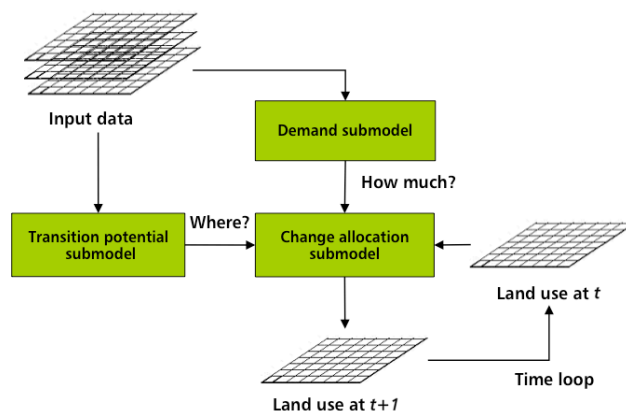 Input data
Demand submodel
How much?
Where?
Transition potential
submodel
Change allocation
submodel
Land use at t
Time loop
Land use at t+1